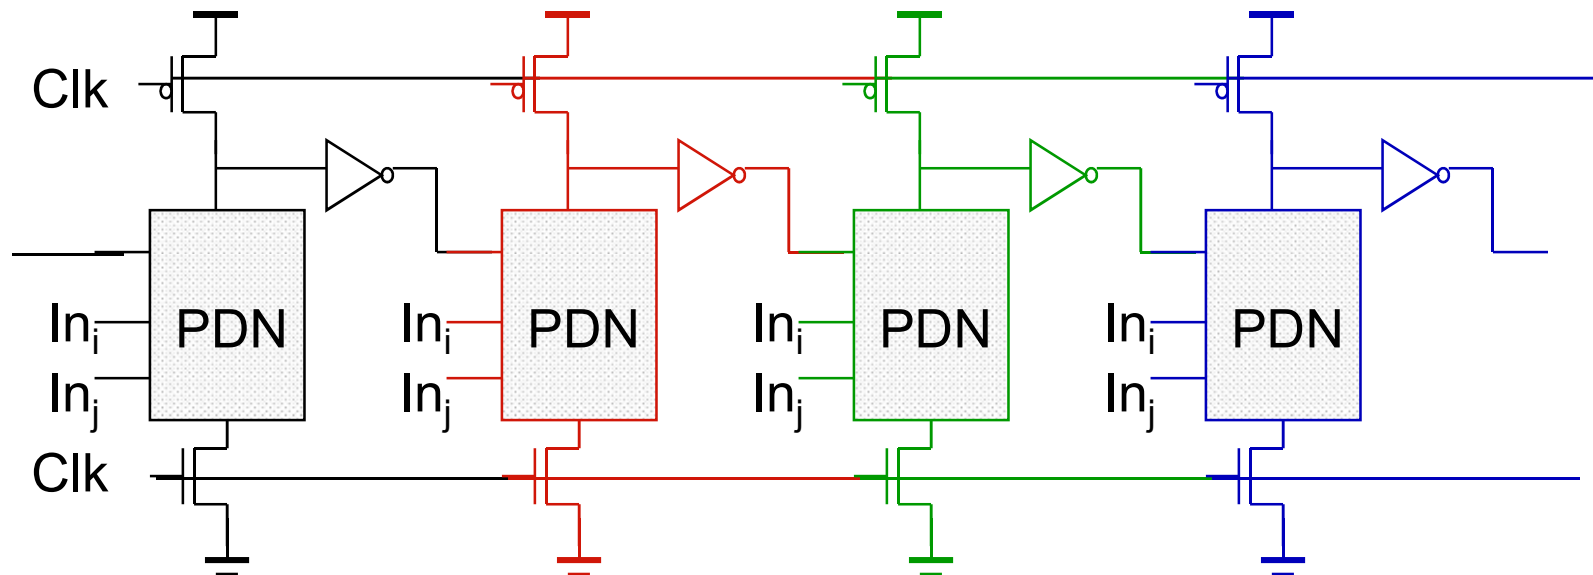 Clk
PDN PDN PDN PDN
Ini Ini Ini Ini
Inj Inj Inj Inj
Clk